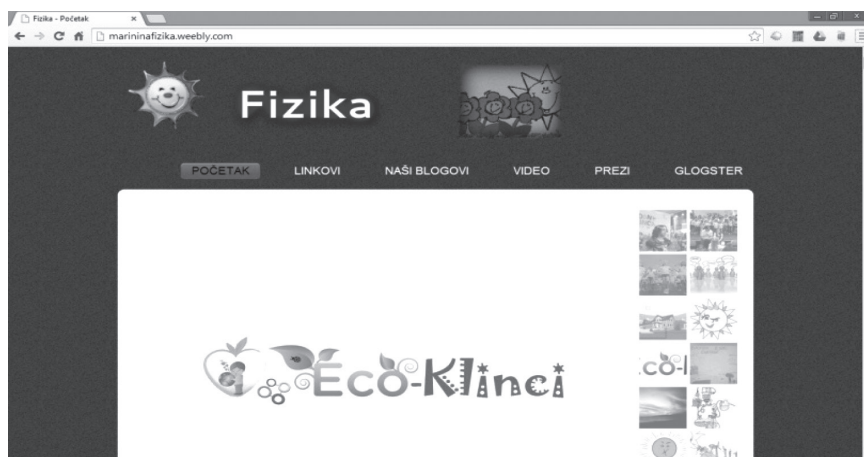 Fizika - Početak
marininafizika.weebly.com
Fizika
POČETAK LINKOVI NAŠI BLOGOVI VIDEO PREZI GLOGSTER
Eco-Klinci